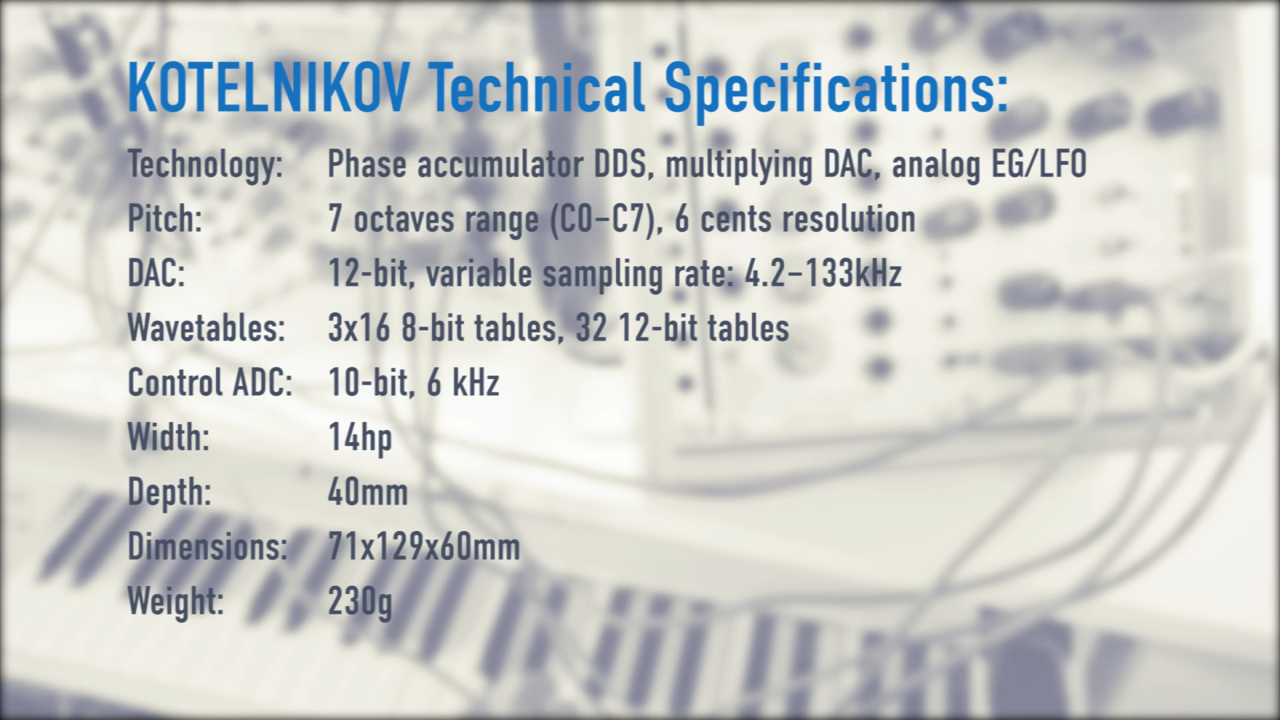 KOTELNIKOV Technical Specifications:
Technology: Phase accumulator DDS, multiplying DAC, analog EG/LFO
Pitch: 7 octaves range (C0–C7), 6 cents resolution
DAC: 12-bit, variable sampling rate: 4.2–133kHz
Wavetables: 3x16 8-bit tables, 32 12-bit tables
Control ADC: 10-bit, 6 kHz
Width: 14hp
Depth: 40mm
Dimensions: 71x129x60mm
Weight: 230g